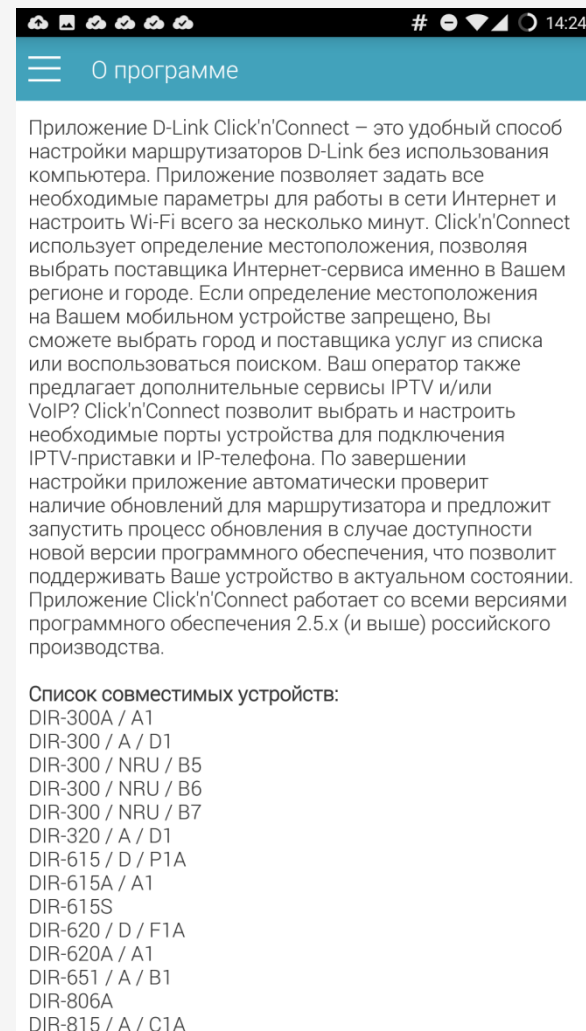 # 14:24
О программе
Приложение D-Link Click'n'Connect – это удобный способ
настройки маршрутизаторов D-Link без использования
компьютера. Приложение позволяет задать все
необходимые параметры для работы в сети Интернет и
настроить Wi-Fi всего за несколько минут. Click'n'Connect
использует определение местоположения, позволяя
выбрать поставщика Интернет-сервиса именно в Вашем
регионе и городе. Если определение местоположения
на Вашем мобильном устройстве запрещено, Вы
сможете выбрать город и поставщика услуг из списка
или воспользоваться поиском. Ваш оператор также
предлагает дополнительные сервисы IPTV и/или
VoIP? Click'n'Connect позволит выбрать и настроить
необходимые порты устройства для подключения
IPTV-приставки и IP-телефона. По завершении
настройки приложение автоматически проверит
наличие обновлений для маршрутизатора и предложит
запустить процесс обновления в случае доступности
новой версии программного обеспечения, что позволит
поддерживать Ваше устройство в актуальном состоянии.
Приложение Click'n'Connect работает со всеми версиями
программного обеспечения 2.5.x (и выше) российского
производства.
Список совместимых устройств:
DIR-300A / A1
DIR-300 / A / D1
DIR-300 / NRU / B5
DIR-300 / NRU / B6
DIR-300 / NRU / B7
DIR-320 / A / D1
DIR-615 / D / P1A
DIR-615A / A1
DIR-615S
DIR-620 / D / F1A
DIR-620A / A1
DIR-651 / A / B1
DIR-806A
DIR-815 / A / C1A